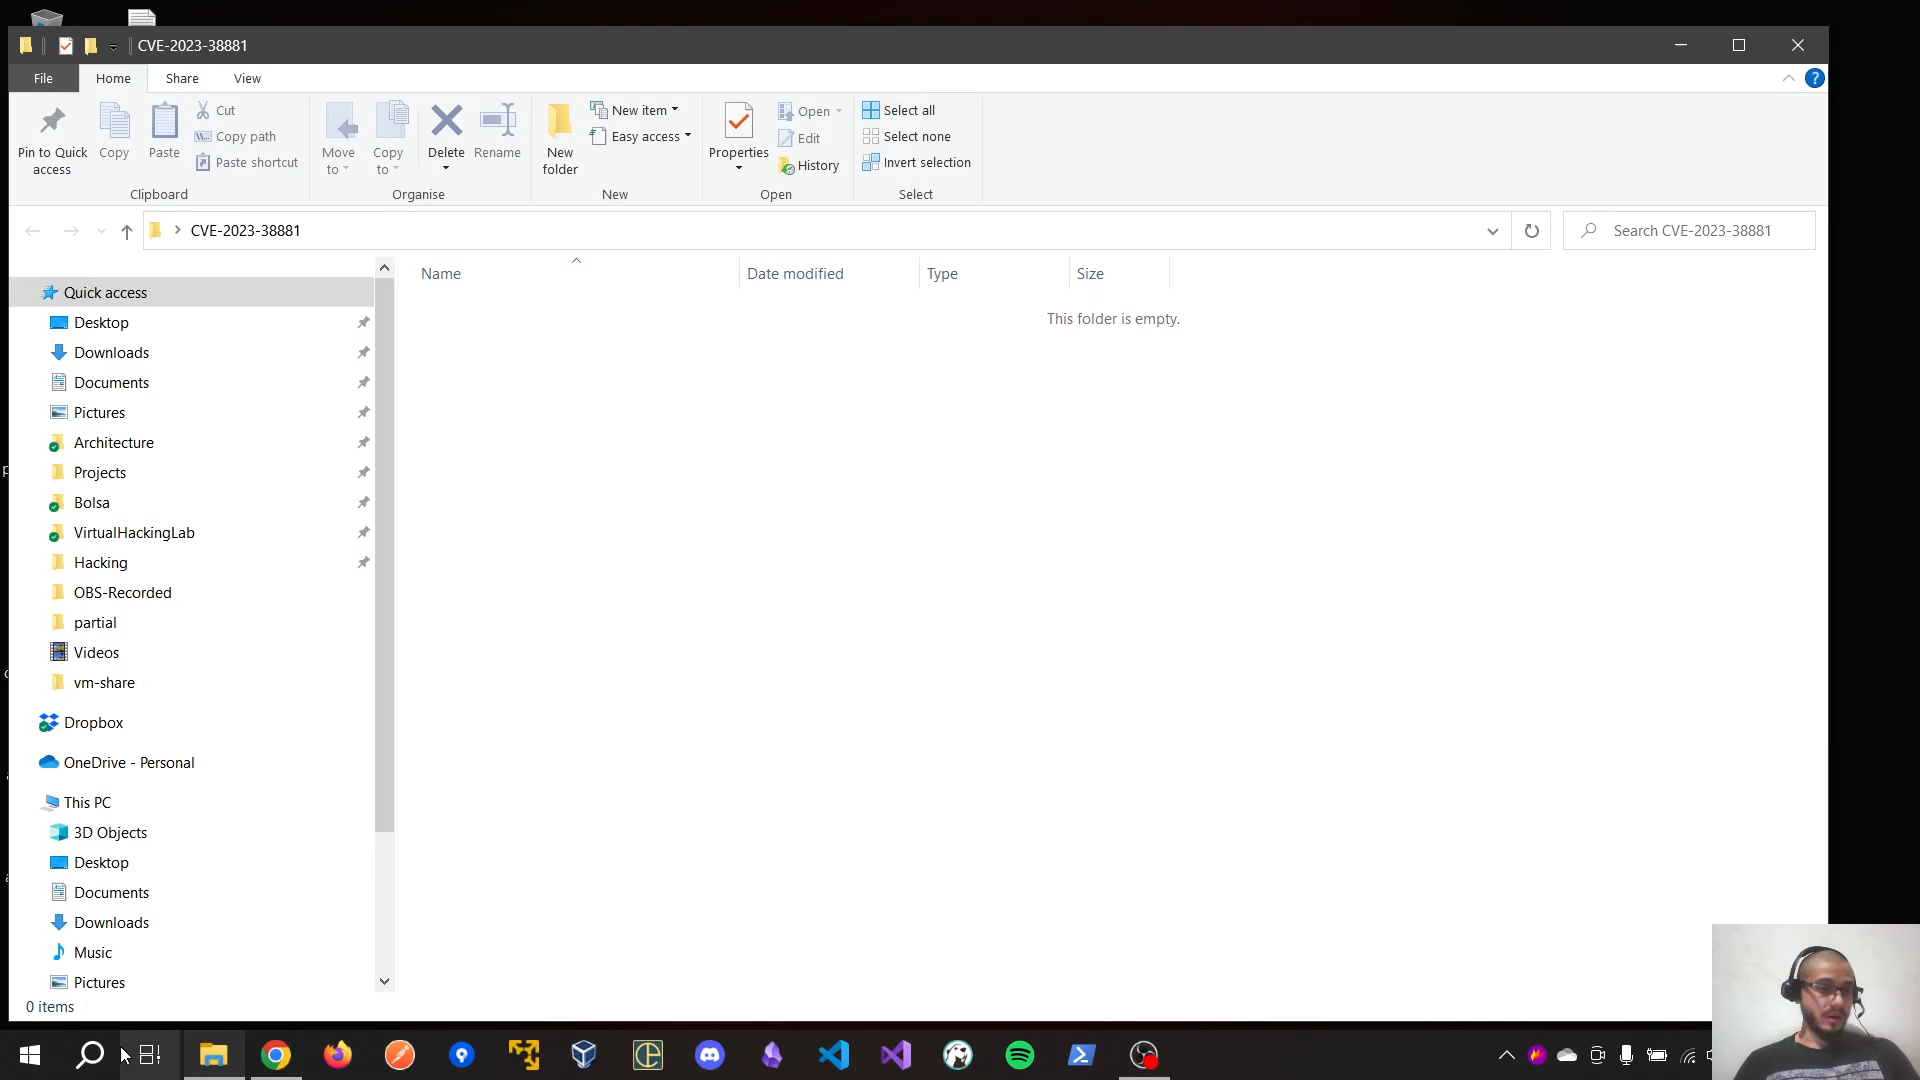 CVE-2023-38881
File
Home
Share
View
Pin to Quick
access
Copy
Paste
Cut
Copy path
Paste shortcut
Clipboard
Move
to
Copy
to
Delete
Rename
Organise
New
folder
New item
Easy access
New
Properties
Open
Edit
History
Open
Select all
Select none
Invert selection
Select
CVE-2023-38881
Search CVE-2023-38881
Name
Date modified
Type
Size
This folder is empty.
Quick access
Desktop
Downloads
Documents
Pictures
Architecture
Projects
Bolsa
VirtualHackingLab
Hacking
OBS-Recorded
partial
Videos
vm-share
Dropbox
OneDrive - Personal
This PC
3D Objects
Desktop
Documents
Downloads
Music
Pictures
0 items